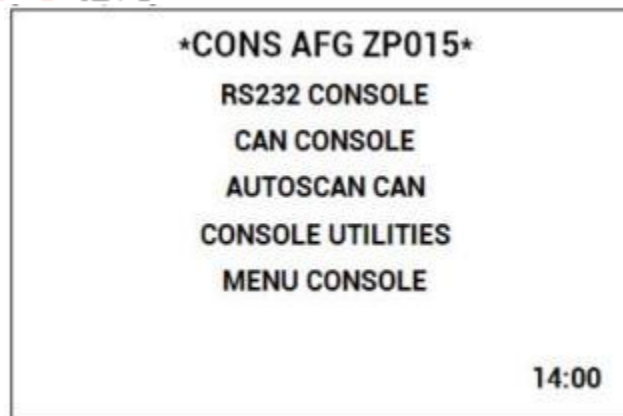 *CONS AFG ZP015*
RS232 CONSOLE
CAN CONSOLE
AUTOSCAN CAN
CONSOLE UTILITIES
MENU CONSOLE
14:00